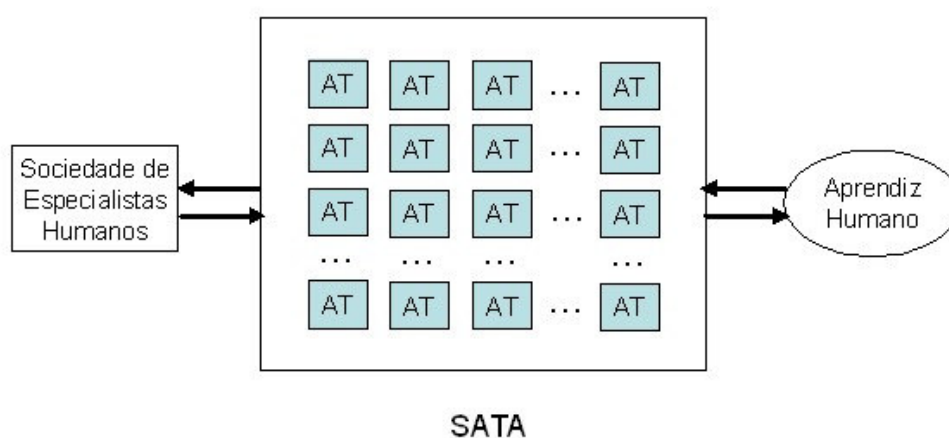 AT AT AT ... AT
AT AT AT ... AT
Sociedade de
Especialistas
Humanos
AT AT AT ... AT
Aprendiz
Humano
... ... ... ...
AT AT AT ... AT
SATA